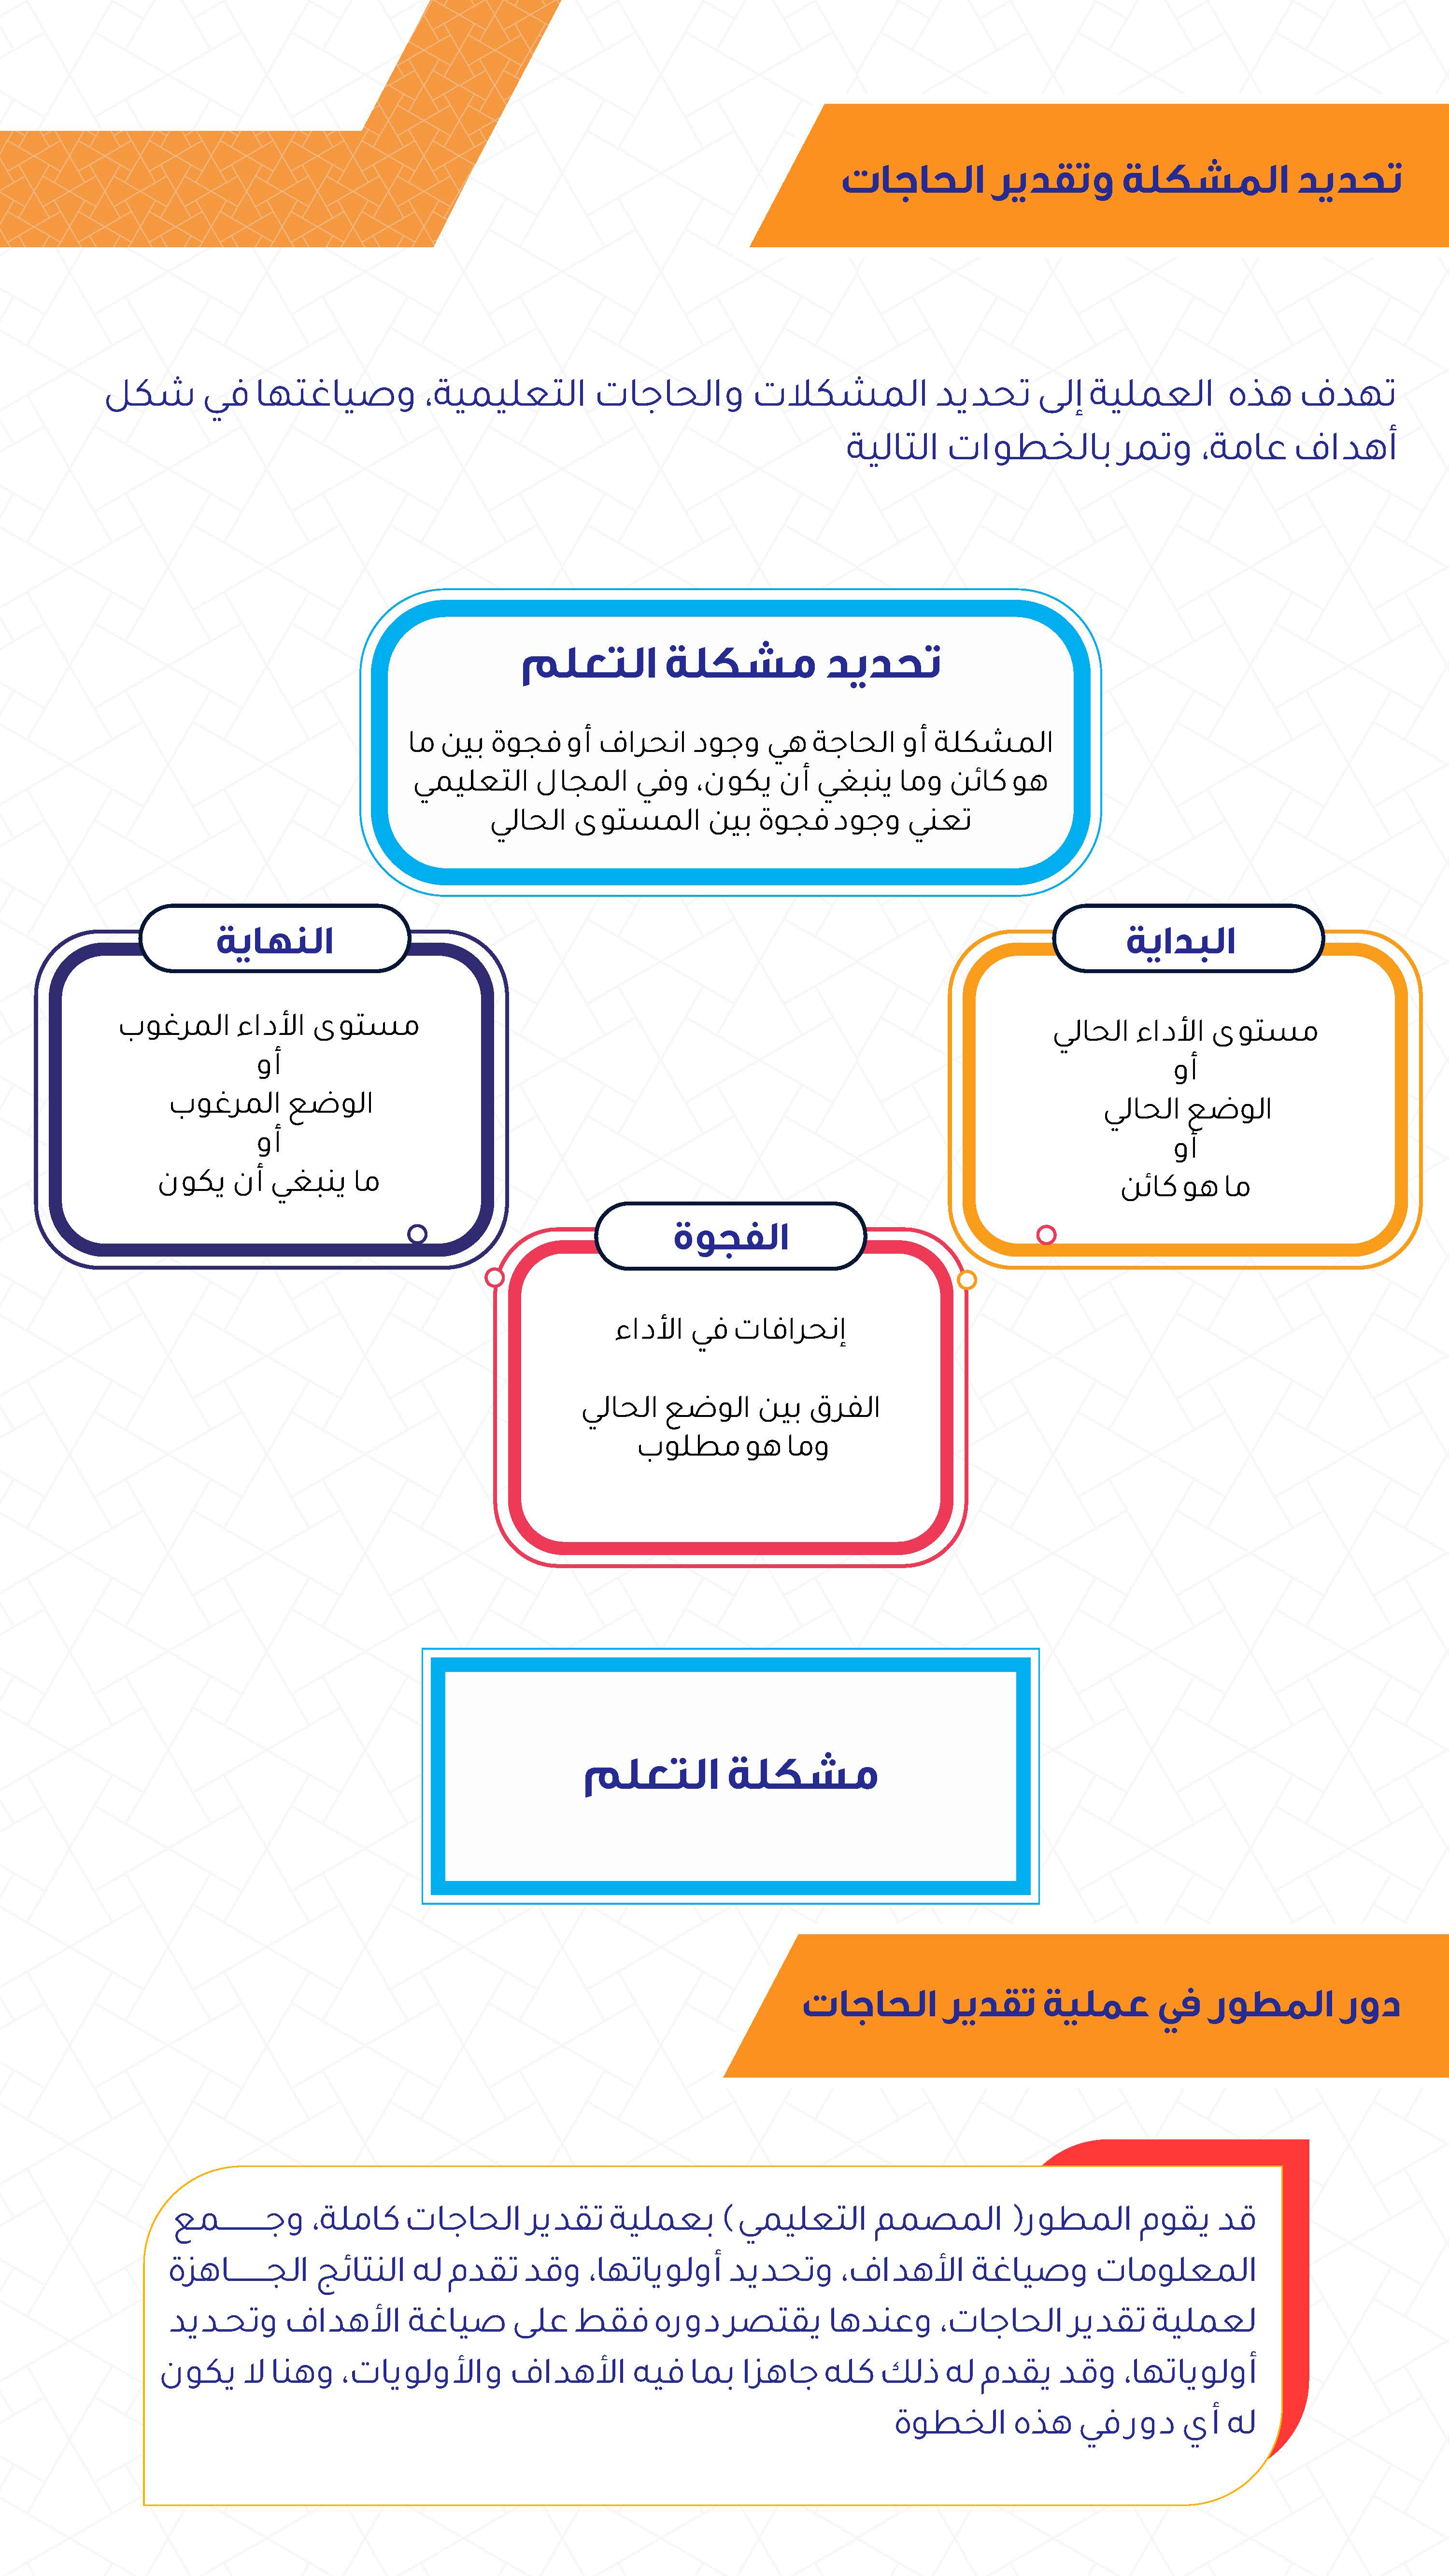 تحديد المشكلة وتقدير الحاجات
تهدف هذه العملية إلى تحديد المشكلات والحاجات التعليمية، وصياغتها في شكل
أهداف عامة، وتمر بالخطوات التالية
تحديد مشكلة التعلم
المشكلة أو الحاجة هي وجود انحراف أو فجوة بين ما
هو كائن وما ينبغي أن يكون، وفي المجال التعليمي
تعني وجود فجوة بين المستوى الحالي
البداية
مستوى الأداء الحالي
أو
الوضع الحالي
أو
ما هو كائن
النهاية
مستوى الأداء المرغوب
أو
الوضع المرغوب
أو
ما ينبغي أن يكون
الفجوة
إنحرافات في الأداء
الفرق بين الوضع الحالي
وما هو مطلوب
مشكلة التعلم
دور المطور في عملية تقدير الحاجات
قد يقوم المطور( المصمم التعليمي ) بعملية تقدير الحاجات كاملة، وجـــــمع
المعلومات وصياغة الأهداف، وتحديد أولوياتها، وقد تقدم له النتائج الجـــــاهزة
لعملية تقدير الحاجات، وعندها يقتصر دوره فقط على صياغة الأهداف وتحـديد
أولوياتها، وقد يقدم له ذلك كله جاهزا بما فيه الأهداف والأولويات، وهنا لا يكون
له أي دور في هذه الخطوة